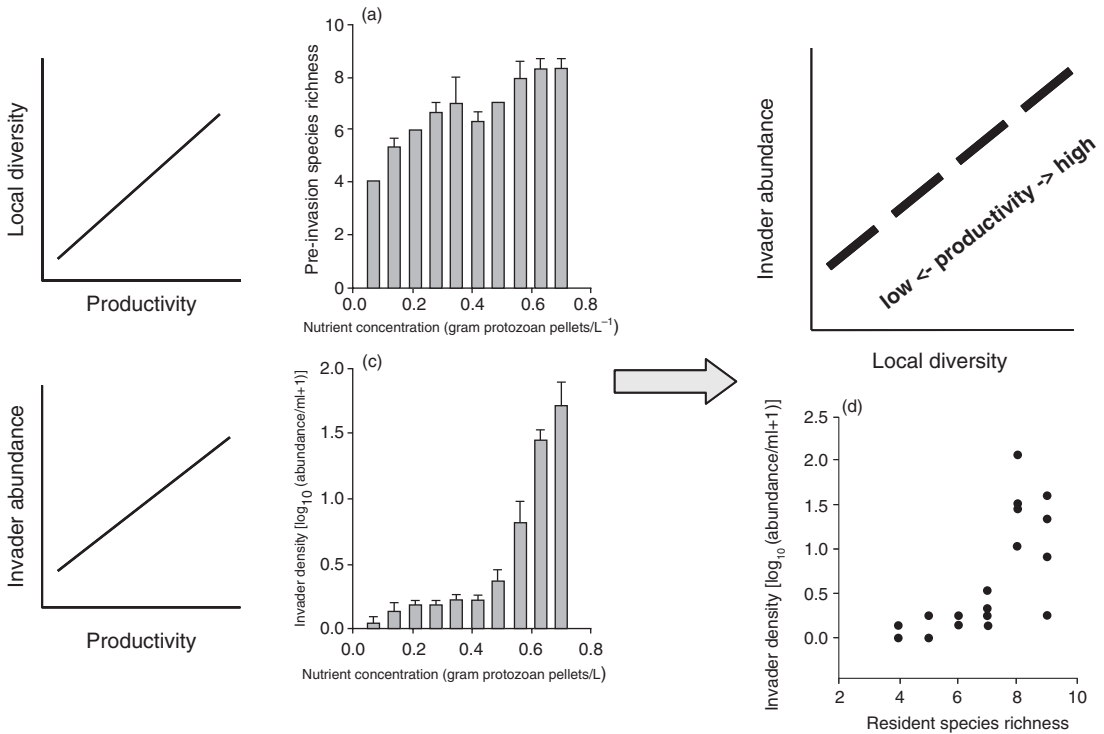 Local diversity
Productivity
(a)
Pre-invasion species richness
10
8
6
4
2
0
0.0 0.2 0.4 0.6 0.8
Nutrient concentration (gram protozoan pellets/L⁻¹)
Invader abundance
low <- productivity -> high
Local diversity
Invader abundance
Productivity
(c)
Invader density [log₁₀ (abundance/ml+1)]
2.0
1.5
1.0
0.5
0.0
0.0 0.2 0.4 0.6 0.8
Nutrient concentration (gram protozoan pellets/L)
(d)
Invader density [log₁₀ (abundance/ml+1)]
2.5
2.0
1.5
1.0
0.5
0.0
2 4 6 8 10
Resident species richness